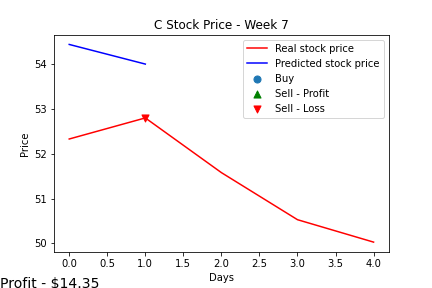 C Stock Price - Week 7
Real stock price
Predicted stock price
Buy
Sell - Profit
Sell - Loss
54
53
52
51
50
Price
0.0 0.5 1.0 1.5 2.0 2.5 3.0 3.5 4.0
Days
Profit - $14.35